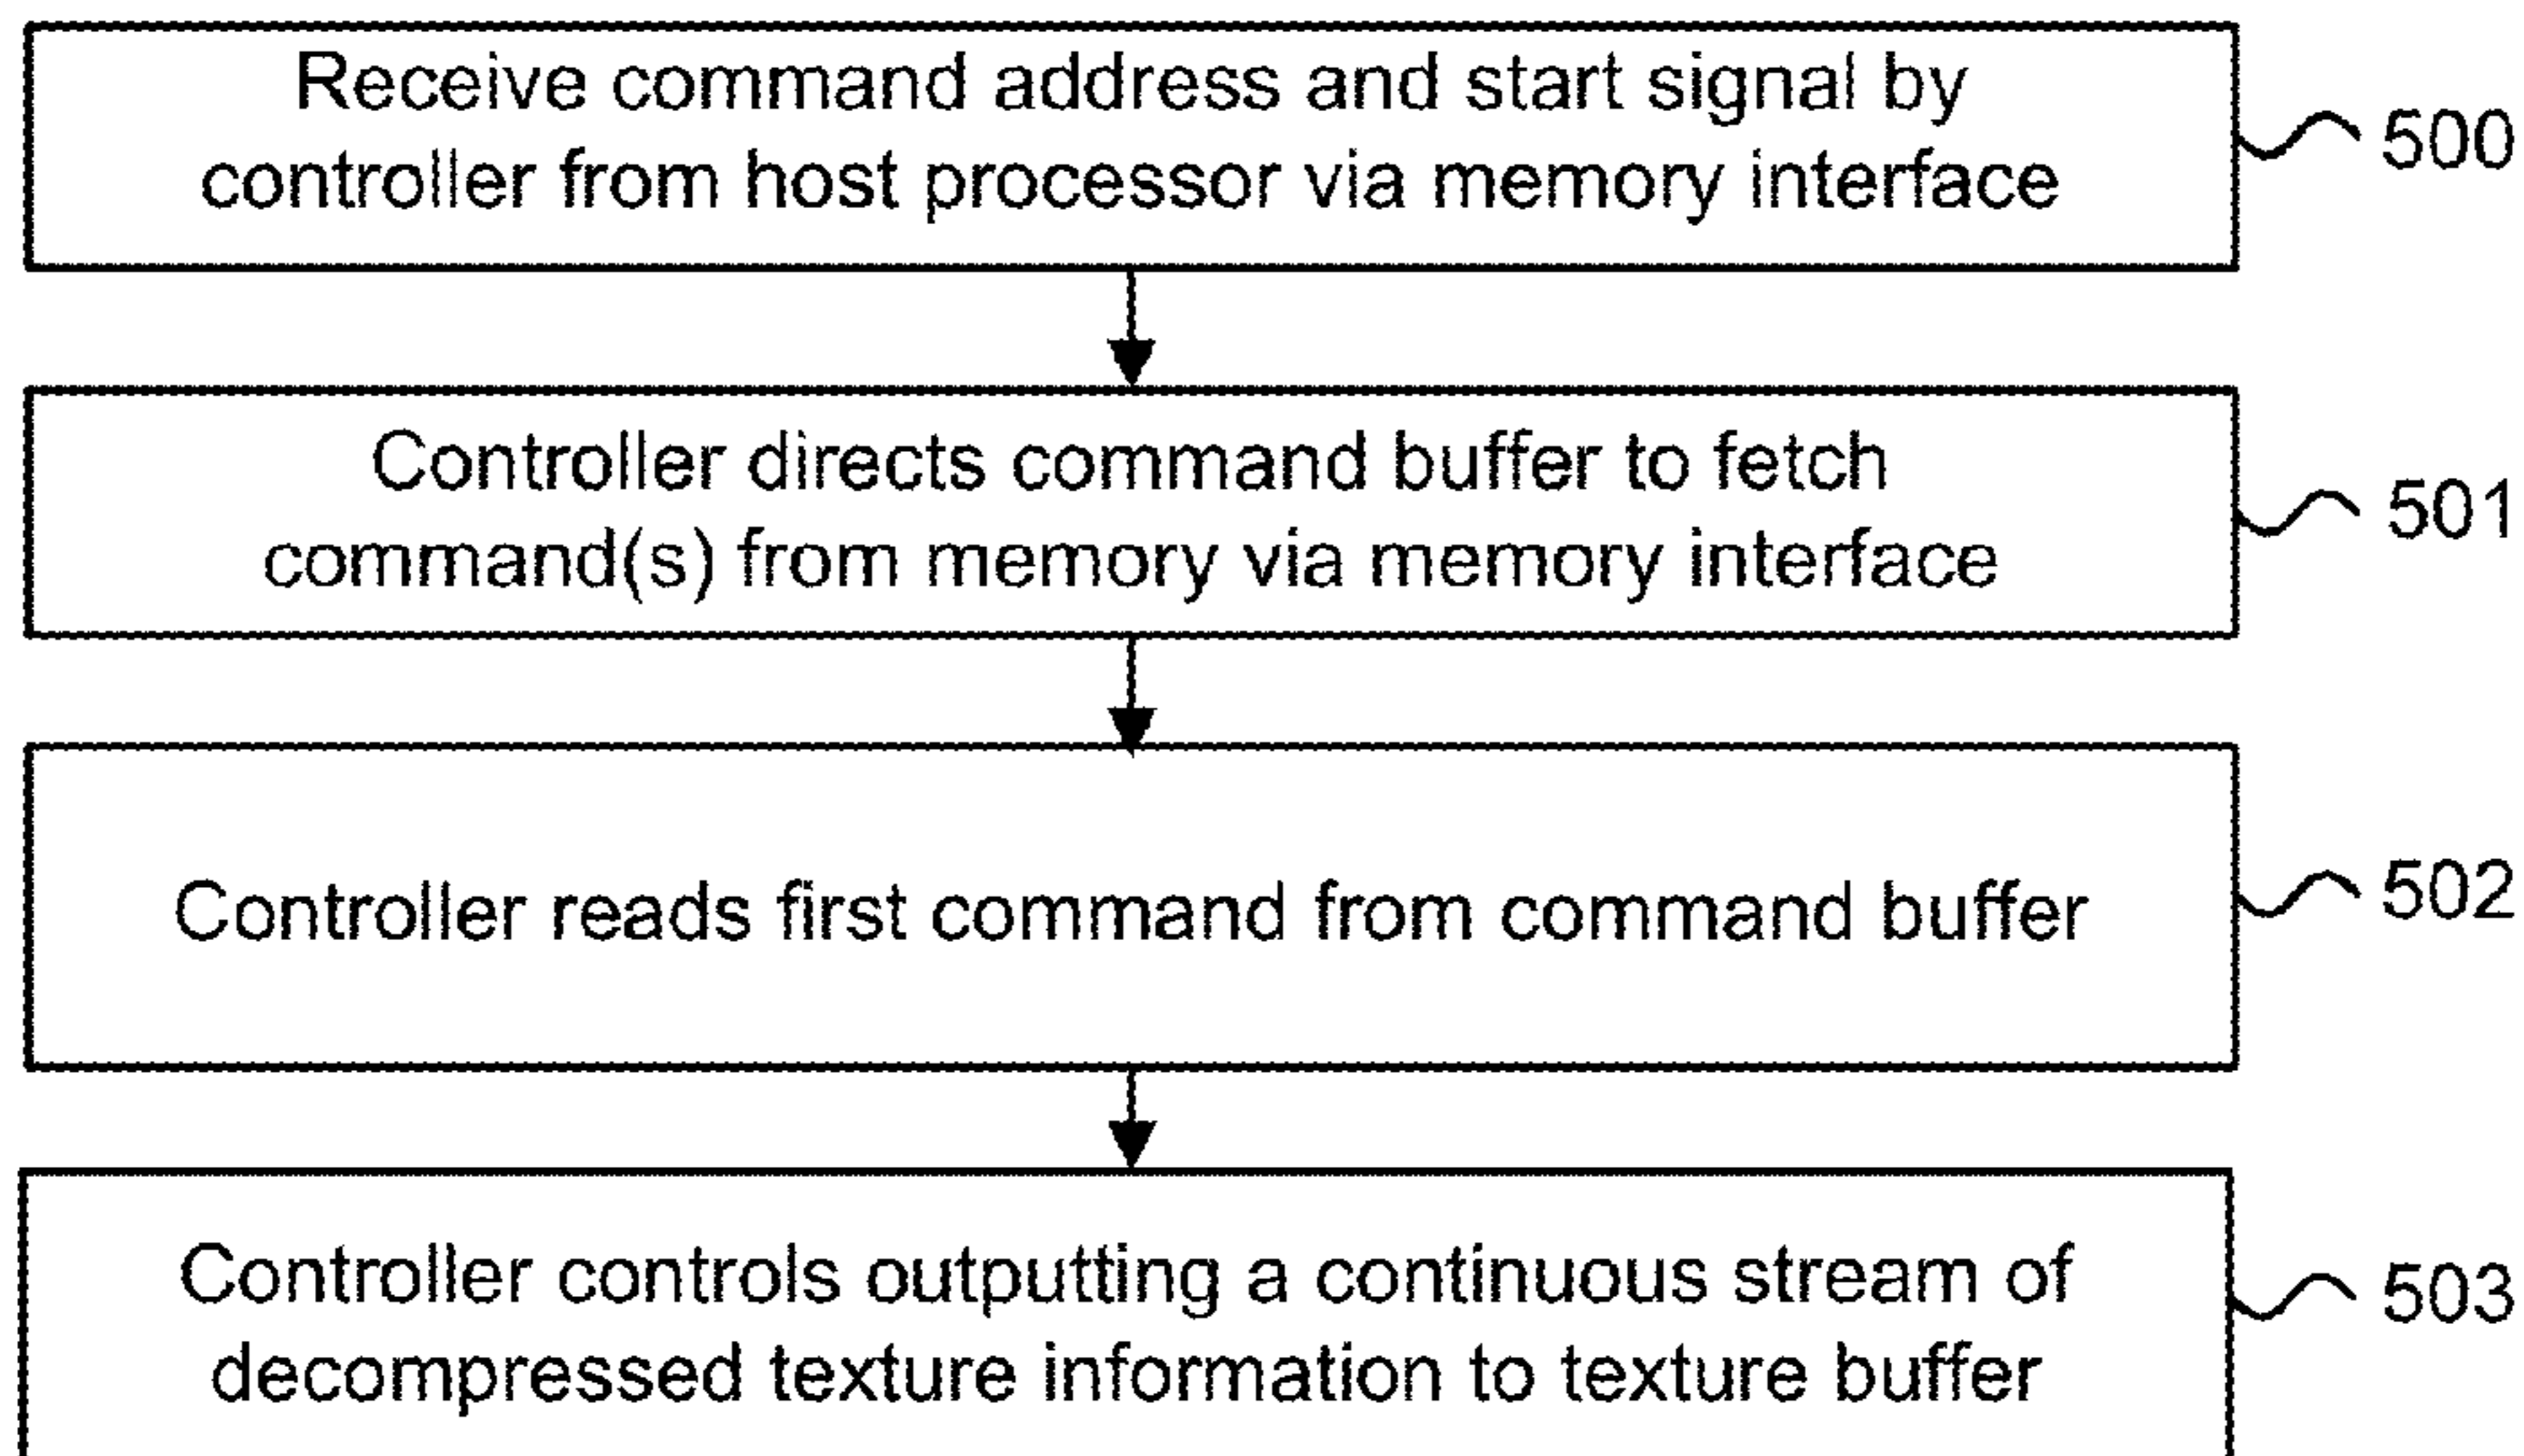 Receive command address and start signal by
controller from host processor via memory interface
500
Controller directs command buffer to fetch
command(s) from memory via memory interface
501
Controller reads first command from command buffer
502
Controller controls outputting a continuous stream of
decompressed texture information to texture buffer
503